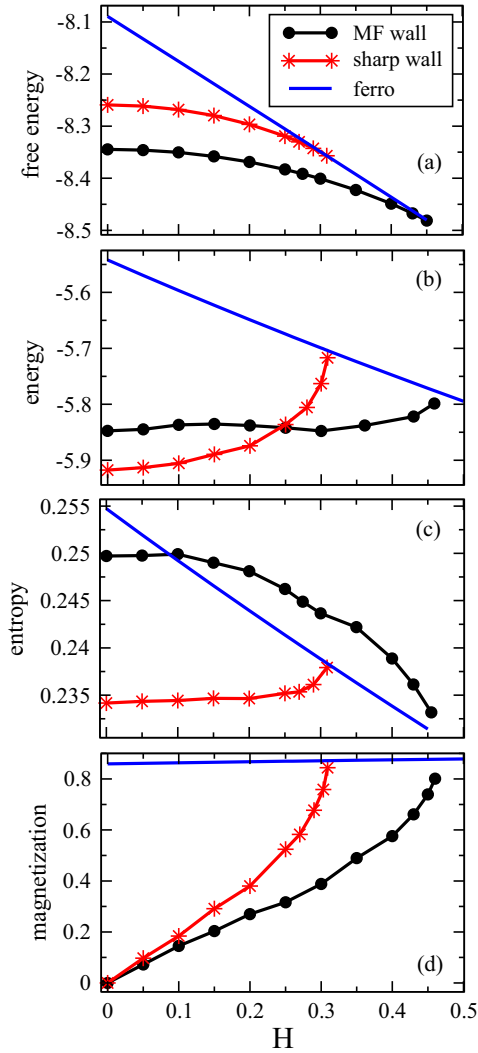 -8.1
-8.2
-8.3
-8.4
-8.5
free energy
MF wall
sharp wall
ferro
(a)
-5.6
-5.7
-5.8
-5.9
energy
(b)
0.255
0.25
0.245
0.24
0.235
entropy
(c)
0.8
0.6
0.4
0.2
0
magnetization
(d)
0 0.1 0.2 0.3 0.4 0.5
H